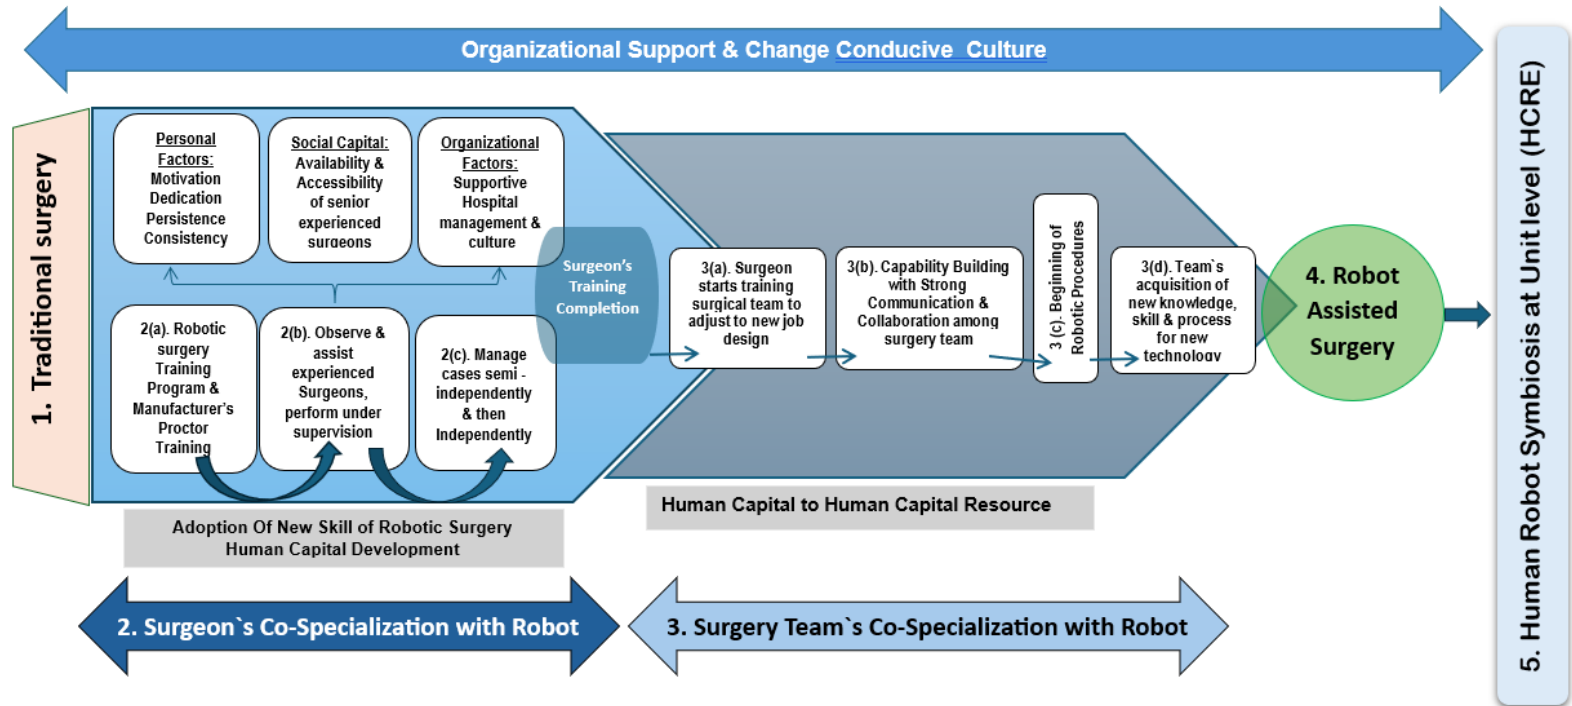 Organizational Support & Change Conducive Culture
1. Traditional surgery
Personal
Factors:
Motivation
Dedication
Persistence
Consistency
Social Capital:
Availability &
Accessibility
of senior
experienced
surgeons
Organizational
Factors:
Supportive
Hospital
management &
culture
2(a). Robotic
surgery
Training
Program &
Manufacturer's
Proctor
Training
2(b). Observe &
assist
experienced
Surgeons,
perform under
supervision
2(c). Manage
cases semi -
independently
& then
Independently
Surgeon's
Training
Completion
3(a). Surgeon
starts training
surgical team to
adjust to new job
design
3(b). Capability Building
with Strong
Communication &
Collaboration among
surgery team
3 (c). Beginning of
Robotic Procedures
3(d). Team`s
acquisition of
new knowledge,
skill & process
for new
technology
4. Robot
Assisted
Surgery
5. Human Robot Symbiosis at Unit level (HCRE)
Adoption Of New Skill of Robotic Surgery
Human Capital Development
Human Capital to Human Capital Resource
2. Surgeon`s Co-Specialization with Robot
3. Surgery Team`s Co-Specialization with Robot